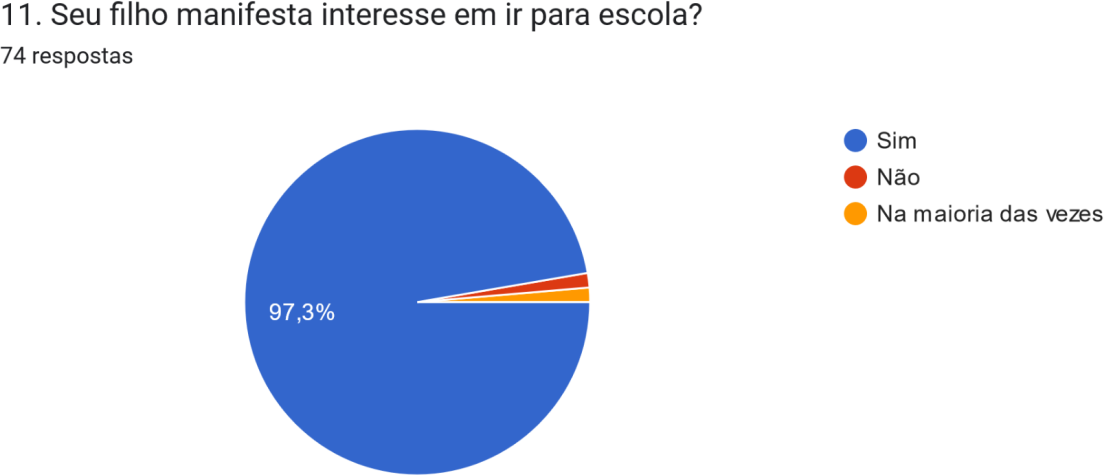 11. Seu filho manifesta interesse em ir para escola?
74 respostas
Sim
Não
Na maioria das vezes
97,3%